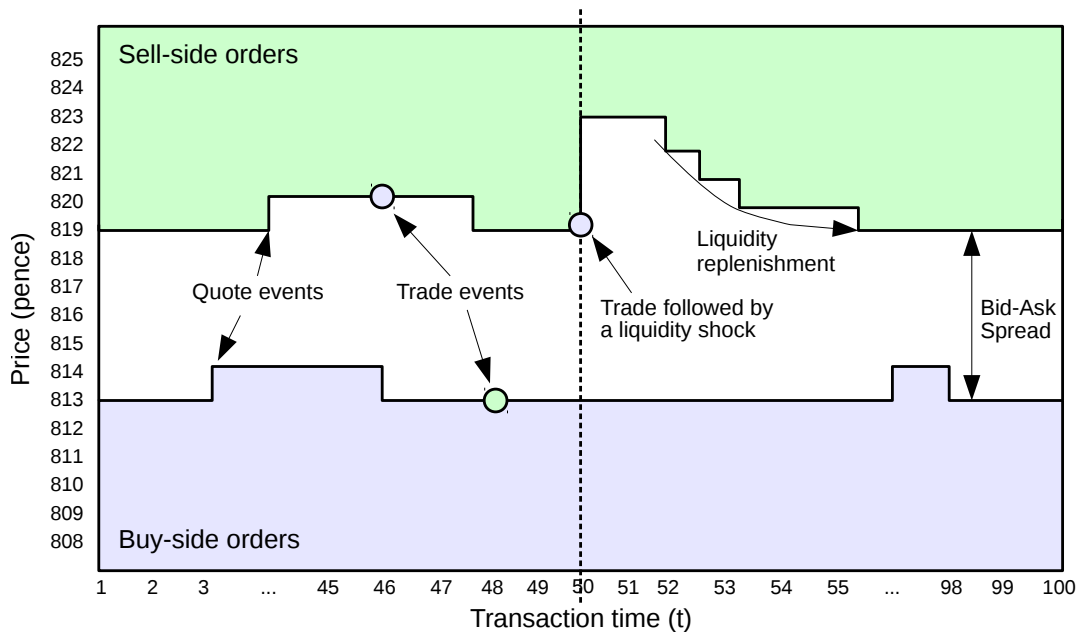 Sell-side orders
825
824
823
822
821
820
819
818
817
816
815
814
813
812
811
810
809
808
Price (pence)
Quote events
Trade events
Liquidity
replenishment
Trade followed by
a liquidity shock
Bid-Ask
Spread
Buy-side orders
1 2 3 ... 45 46 47 48 49 50 51 52 53 54 55 ... 98 99 100
Transaction time (t)